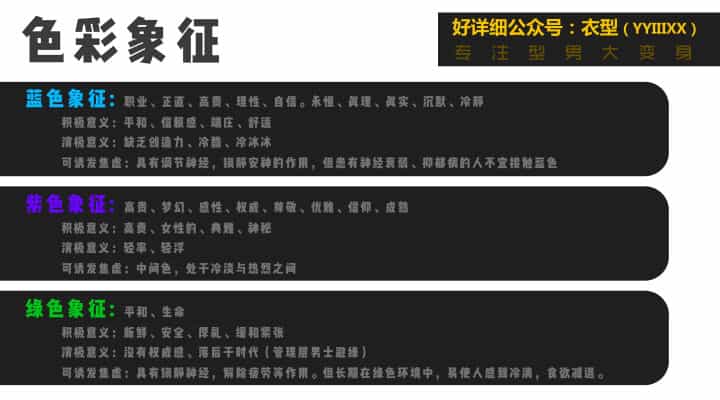 色彩象征
好详细公众号：衣型（YYIIIXX）
专注型男大变身
蓝色象征：职业、正直、高贵、理性、自信。永恒、真理、真实、沉默、冷静
积极意义：平和、信赖感、端庄、舒适
消极意义：缺乏创造力、冷酷、冷冰冰
可诱发焦虑：具有调节神经，镇静安神的作用，但患有神经衰弱、抑郁病的人不宜接触蓝色
紫色象征：高贵、梦幻、感性、权威、尊敬、优雅、信仰、成熟
积极意义：高贵、女性的、典雅、神秘
消极意义：轻率、轻浮
可诱发焦虑：中间色，处于冷淡与热烈之间
绿色象征：平和、生命
积极意义：新鲜、安全、厚礼、缓和紧张
消极意义：没有权威感、落后于时代（管理层男士避绿）
可诱发焦虑：具有镇静神经，解除疲劳等作用。但长期在绿色环境中，易使人感到冷清，食欲减退。